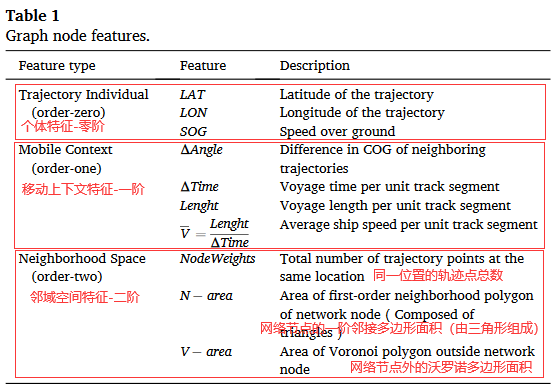 Table 1
Graph node features.
Feature type Feature Description
Trajectory Individual LAT Latitude of the trajectory
(order-zero) LON Longitude of the trajectory
个体特征-零阶 SOG Speed over ground
Mobile Context ΔAngle Difference in COG of neighboring
(order-one) trajectories
移动上下文特征-一阶 ΔTime Voyage time per unit track segment
Lenght Voyage length per unit track segment
V̅ = Lenght / ΔTime Average ship speed per unit track segment
Neighborhood Space NodeWeights Total number of trajectory points at the
(order-two) same location 同一位置的轨迹点总数
邻域空间特征-二阶 N − area Area of first-order neighborhood polygon
of network node ( Composed of
网络节点的一阶邻接多边形面积（由三角形组成）
triangles )
V − area Area of Voronoi polygon outside network
node 网络节点外的沃罗诺多边形面积